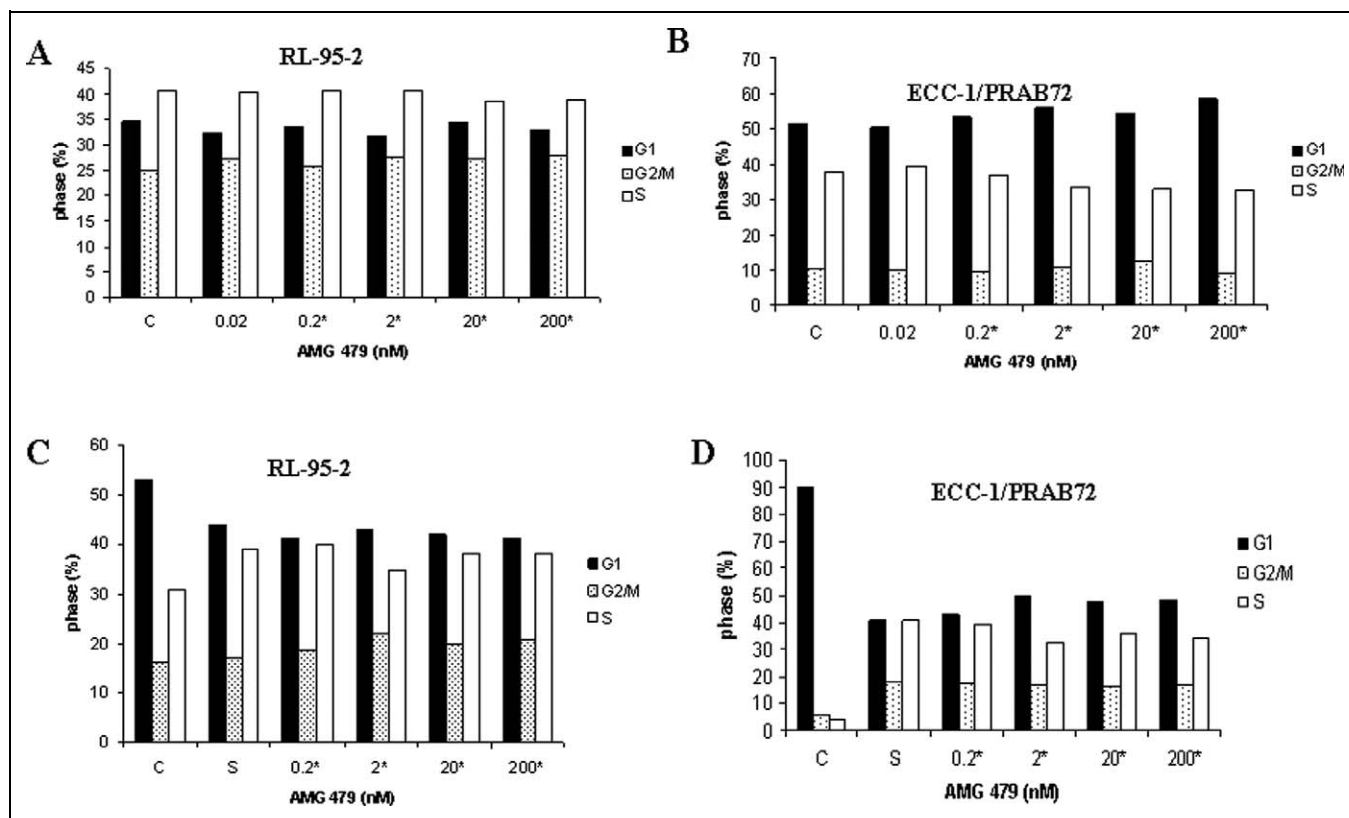 A
RL-95-2
45
40
35
30
25
20
15
10
5
0
phase (%)
C 0.02 0.2* 2* 20* 200*
AMG 479 (nM)
G1
G2/M
S
B
ECC-1/PRAB72
70
60
50
40
30
20
10
0
phase (%)
C 0.02 0.2* 2* 20* 200*
AMG 479 (nM)
G1
G2/M
S
C
RL-95-2
60
50
40
30
20
10
0
phase (%)
C S 0.2* 2* 20* 200*
AMG 479 (nM)
G1
G2/M
S
D
ECC-1/PRAB72
100
90
80
70
60
50
40
30
20
10
0
phase (%)
C S 0.2* 2* 20* 200*
AMG 479 (nM)
G1
G2/M
S